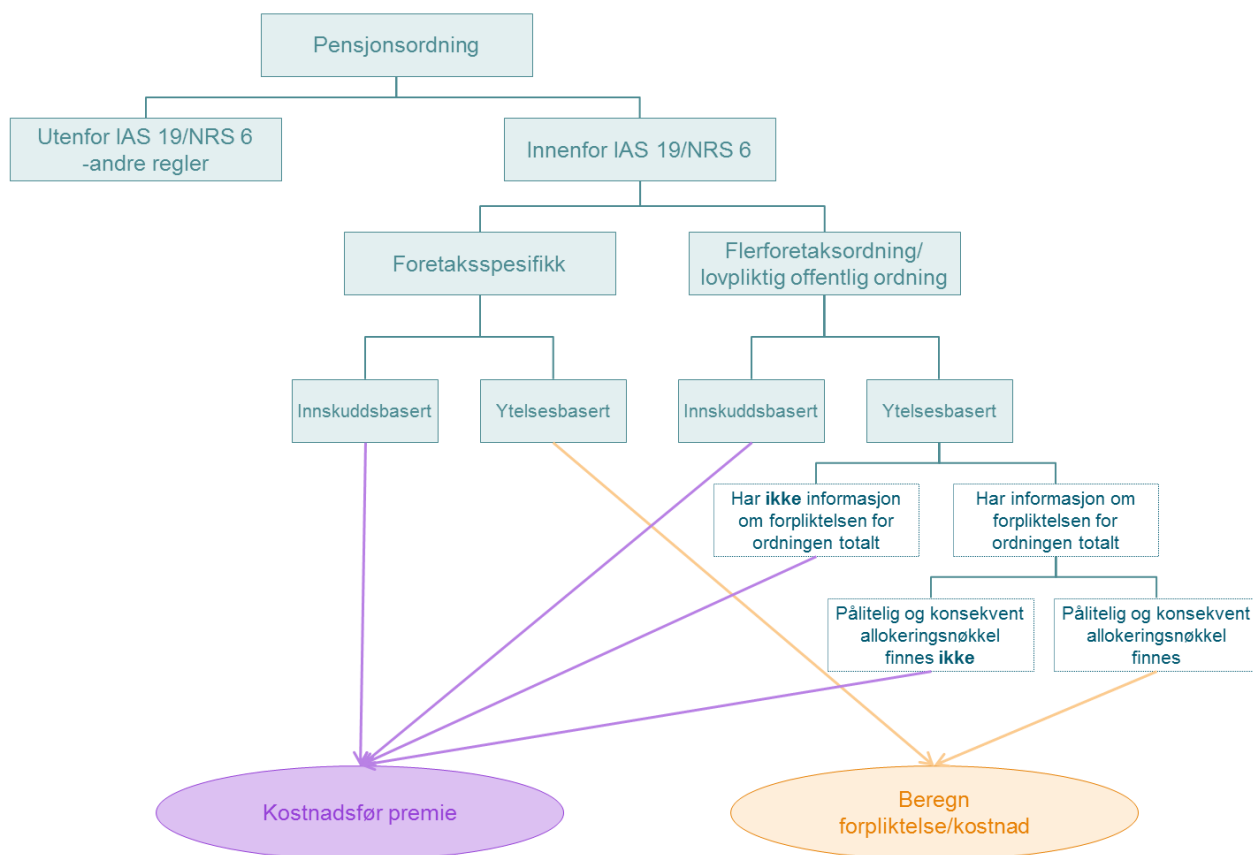 Pensjonsordning
Utenfor IAS 19/NRS 6
-andre regler
Innenfor IAS 19/NRS 6
Foretaksspesifikk
Flerforetaksordning/
lovpliktig offentlig ordning
Innskuddsbasert
Ytelsesbasert
Innskuddsbasert
Ytelsesbasert
Har ikke informasjon
om forpliktelsen for
ordningen totalt
Har informasjon om
forpliktelsen for
ordningen totalt
Pålitelig og konsekvent
allokeringsnøkkel
finnes ikke
Pålitelig og konsekvent
allokeringsnøkkel
finnes
Kostnadsfør premie
Beregn
forpliktelse/kostnad